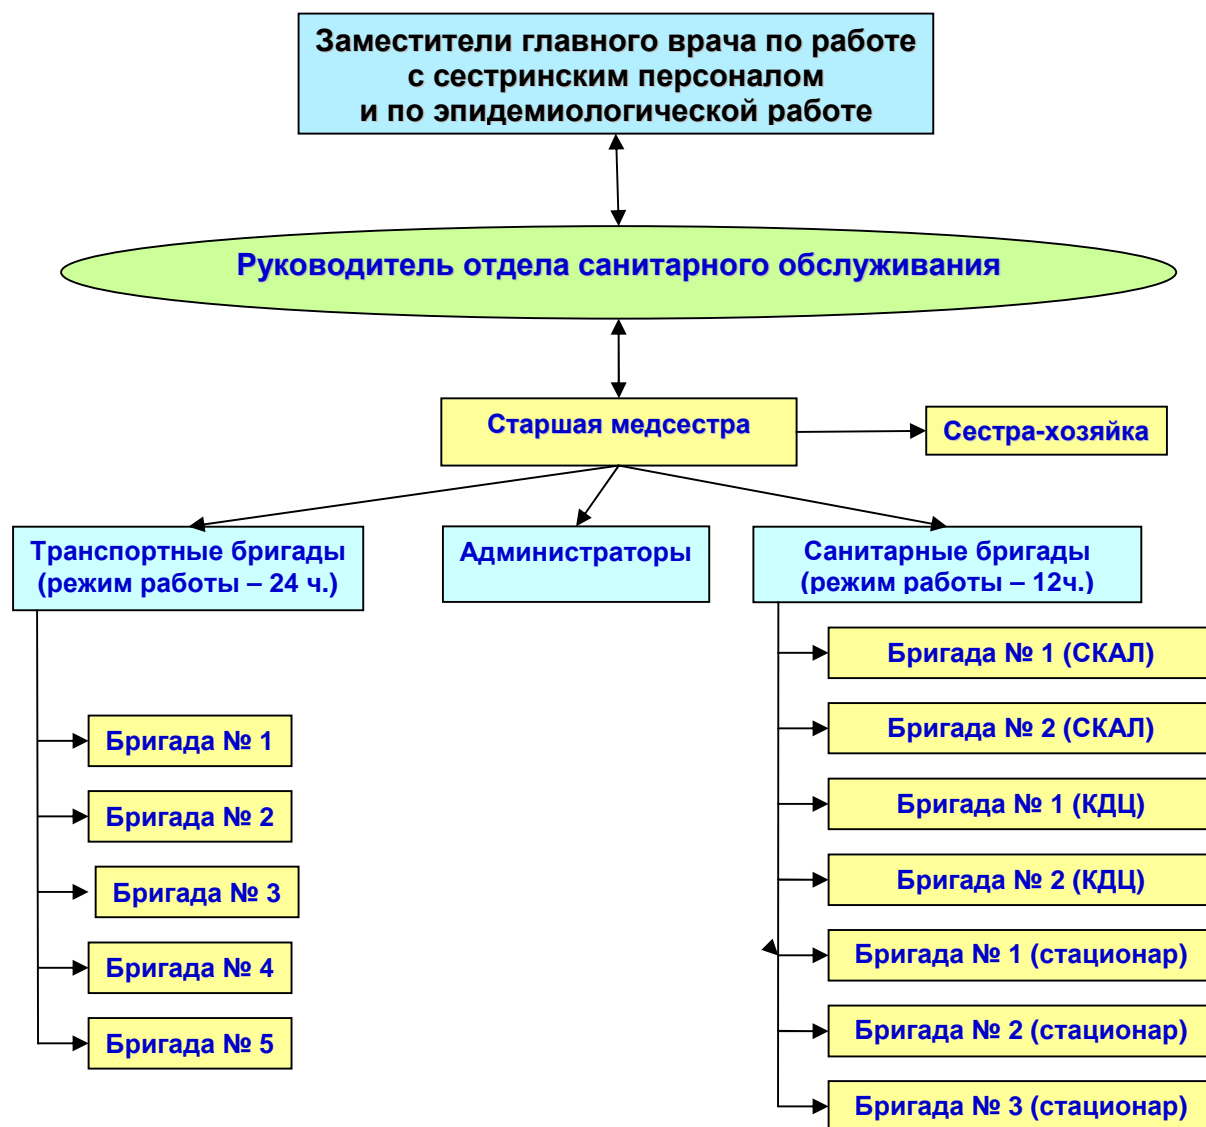 Заместители главного врача по работе
с сестринским персоналом
и по эпидемиологической работе
Руководитель отдела санитарного обслуживания
Старшая медсестра
Сестра-хозяйка
Транспортные бригады
(режим работы – 24 ч.)
Администраторы
Санитарные бригады
(режим работы – 12ч.)
Бригада № 1
Бригада № 2
Бригада № 3
Бригада № 4
Бригада № 5
Бригада № 1 (СКАЛ)
Бригада № 2 (СКАЛ)
Бригада № 1 (КДЦ)
Бригада № 2 (КДЦ)
Бригада № 1 (стационар)
Бригада № 2 (стационар)
Бригада № 3 (стационар)